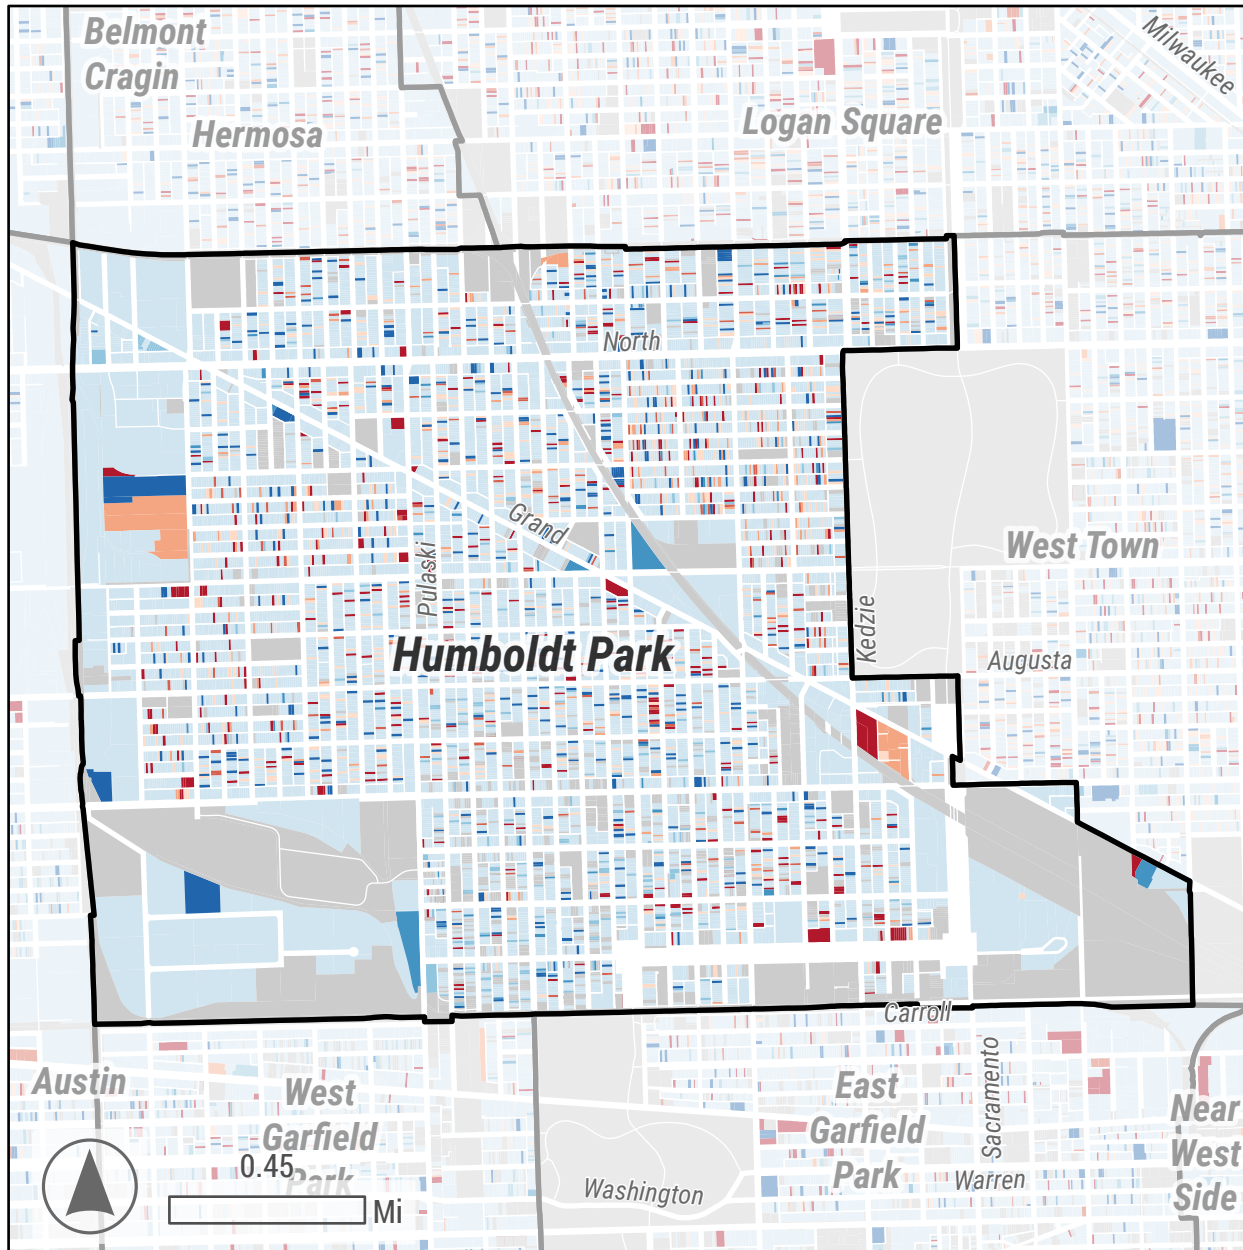 Belmont
Cragin
Milwaukee
Hermosa
Logan Square
North
Grand
Pulaski
West Town
Kedzie
Augusta
Humboldt Park
Carroll
Austin
West
Garfield
Park
East
Garfield
Park
Sacramento
Near
West
Side
Washington
Warren
0.45
Mi